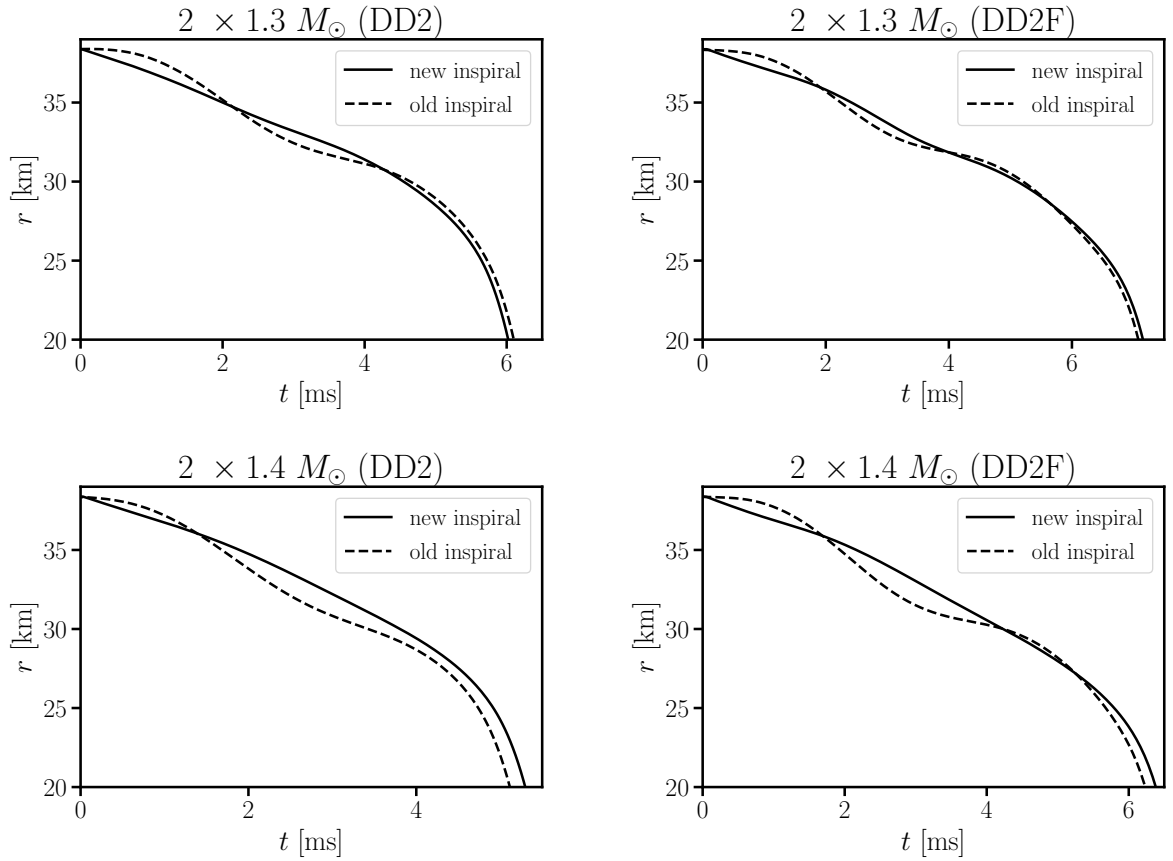 2 × 1.3 M⊙ (DD2)
new inspiral
old inspiral
35
30
25
20
r [km]
0 2 4 6
t [ms]
2 × 1.3 M⊙ (DD2F)
new inspiral
old inspiral
35
30
25
20
r [km]
0 2 4 6
t [ms]
2 × 1.4 M⊙ (DD2)
new inspiral
old inspiral
35
30
25
20
r [km]
0 2 4
t [ms]
2 × 1.4 M⊙ (DD2F)
new inspiral
old inspiral
35
30
25
20
r [km]
0 2 4 6
t [ms]